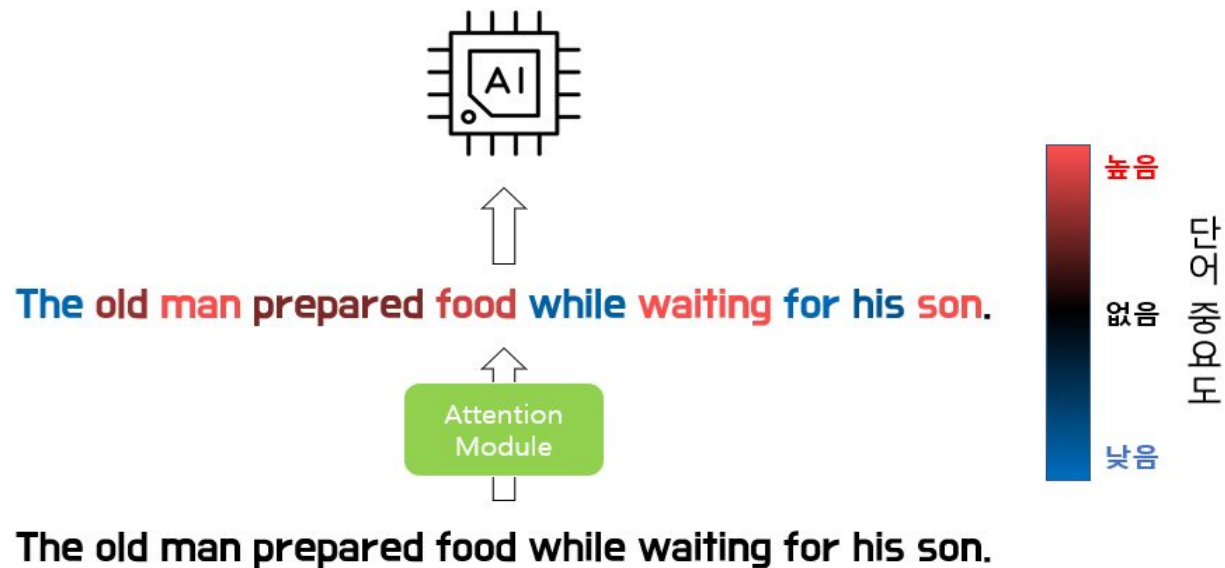 AI
높음
단어 중요도
The old man prepared food while waiting for his son.
없음
Attention
Module
낮음
The old man prepared food while waiting for his son.